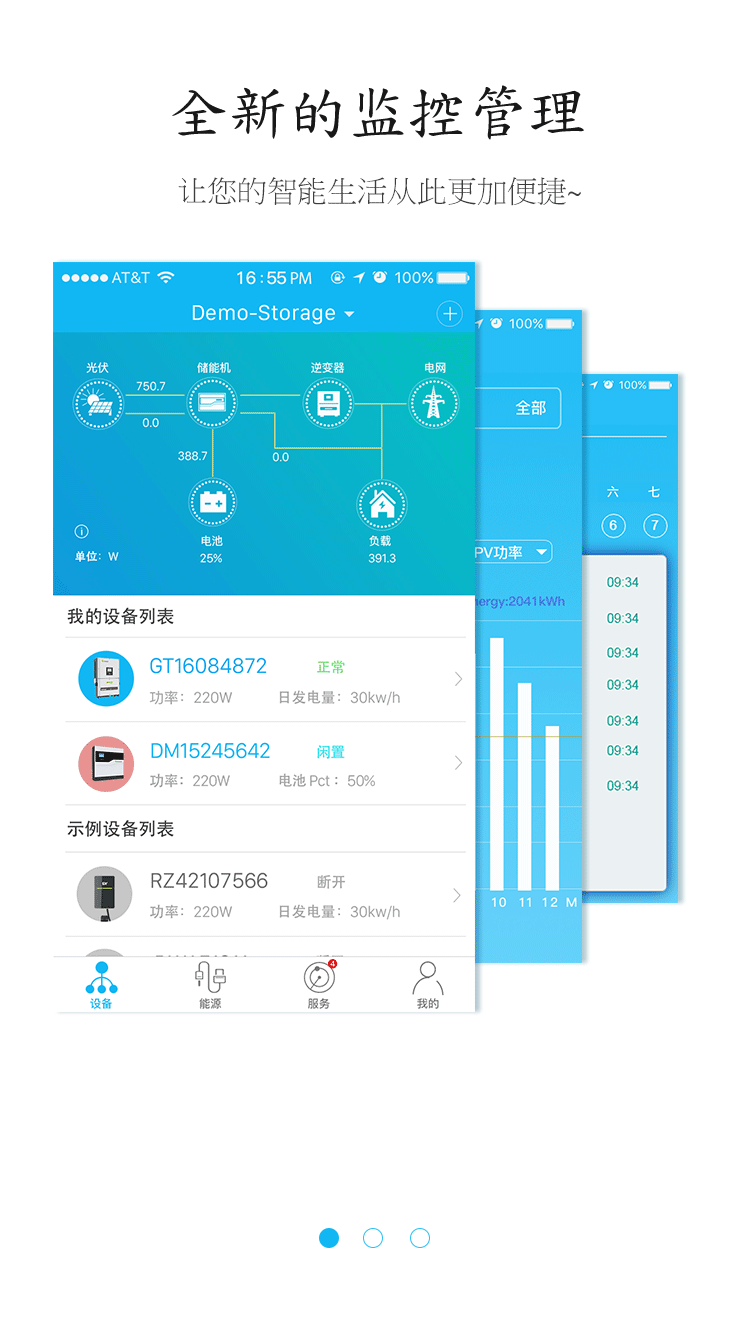 全新的监控管理
让您的智能生活从此更加便捷~
AT&T 16:55 PM 100%
Demo-Storage
光伏 储能机 逆变器 电网
750.7
0.0
388.7 0.0
电池 负载
25% 391.3
单位：W
我的设备列表
GT16084872 正常
功率：220W 日发电量：30kw/h
DM15245642 闲置
功率：220W 电池 Pct：50%
示例设备列表
RZ42107566 断开
功率：220W 日发电量：30kw/h
4
设备 能源 服务 我的
100%
全部
PV功率
energy:2041kWh
10 11 12 M
100%
六 七
6 7
09:34
09:34
09:34
09:34
09:34
09:34
09:34